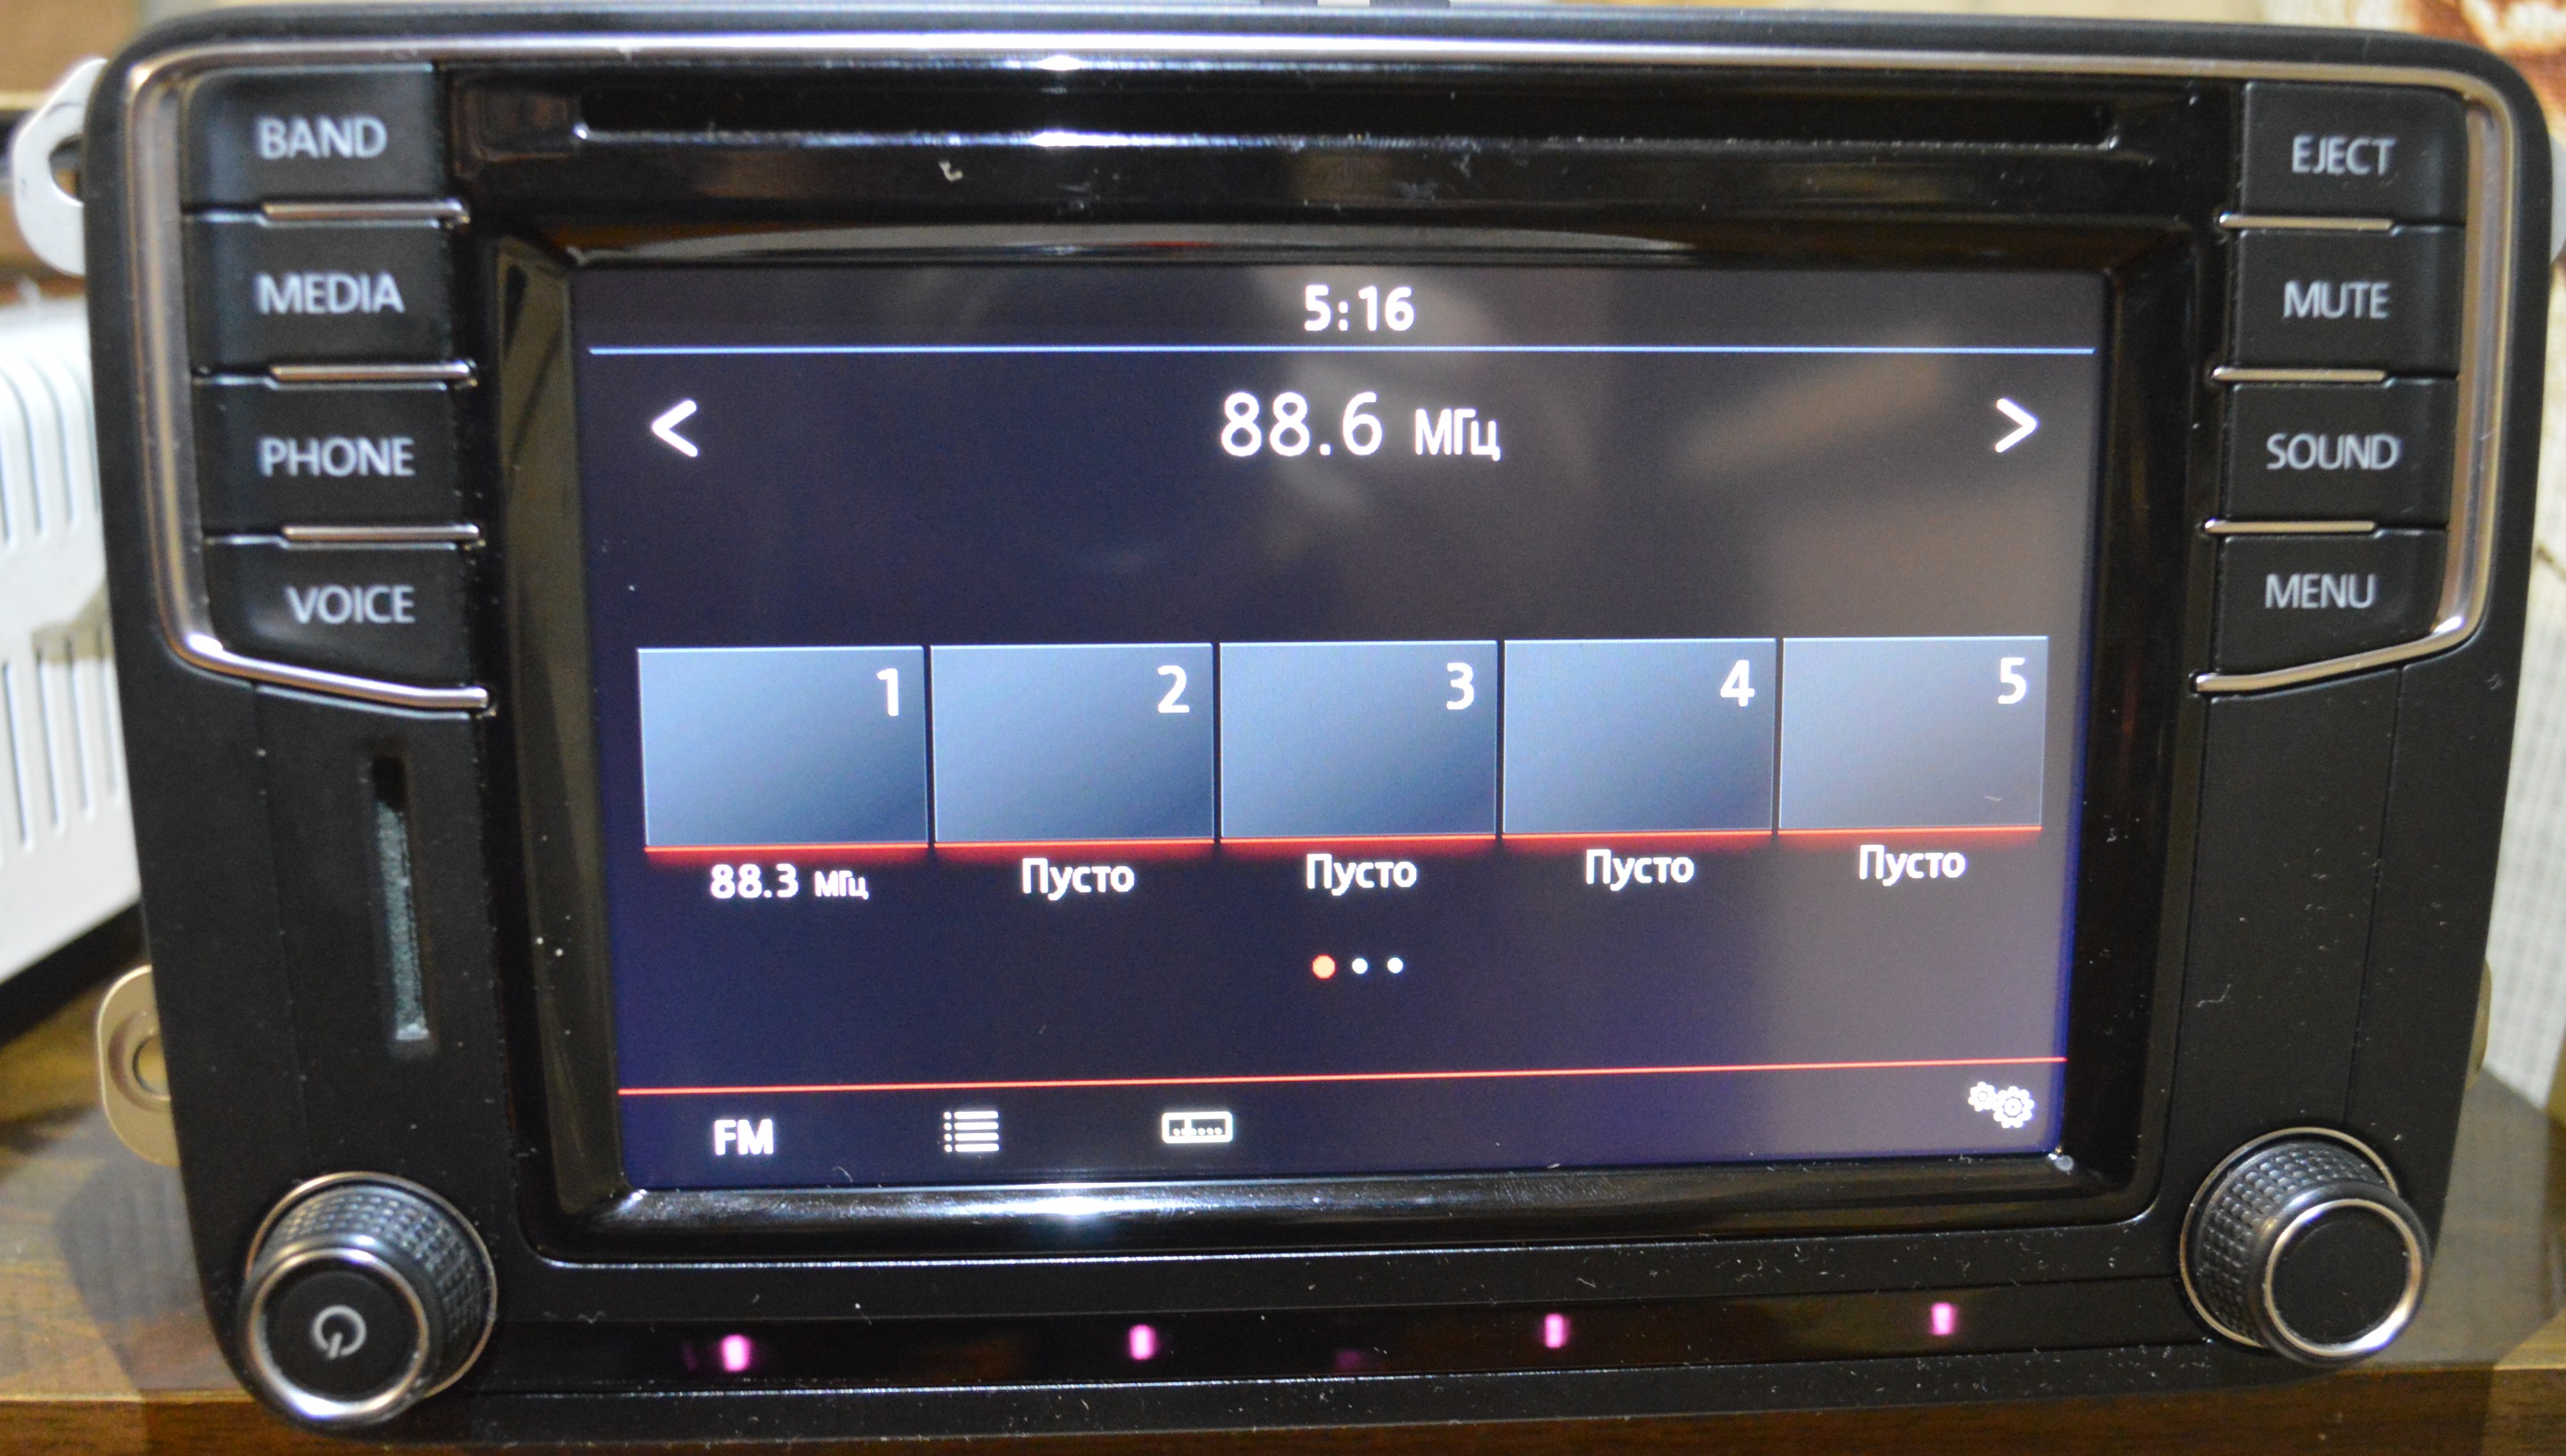 BAND
MEDIA
PHONE
VOICE
EJECT
MUTE
SOUND
MENU
5:16
< 88.6 МГц >
1 2 3 4 5
88.3 МГц Пусто Пусто Пусто Пусто
FM